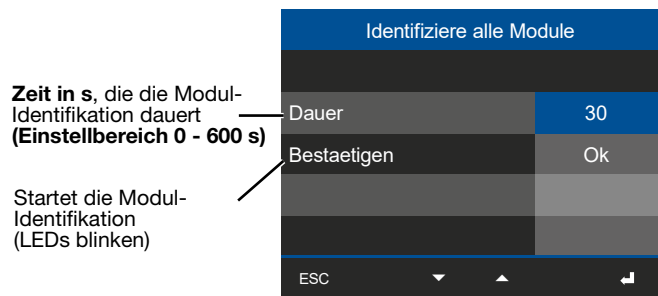 Identifiziere alle Module
Zeit in s, die die Modul-
Identifikation dauert
(Einstellbereich 0 - 600 s)
Dauer
30
Bestaetigen
Ok
Startet die Modul-
Identifikation
(LEDs blinken)
ESC